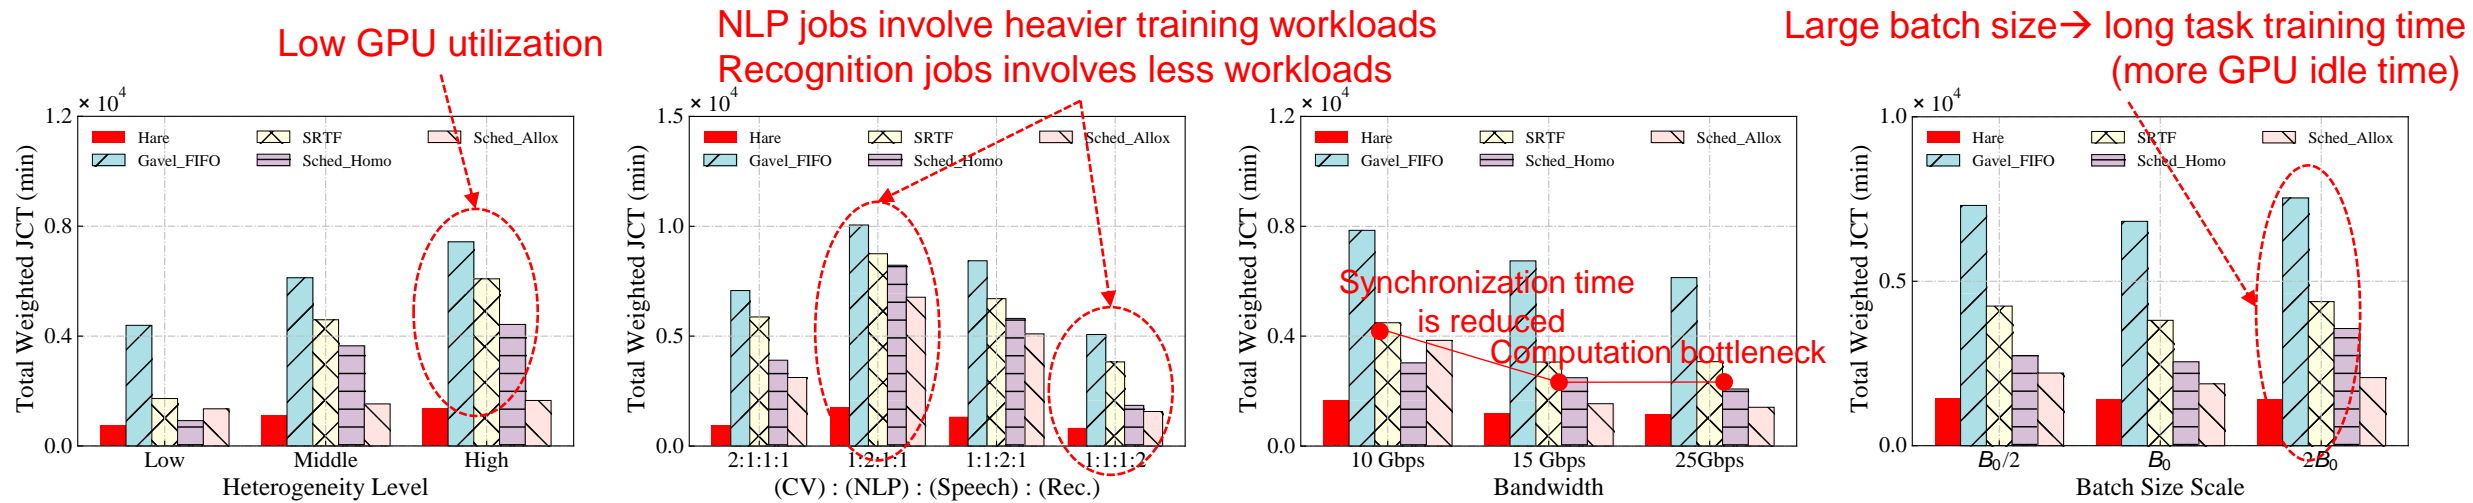 Low GPU utilization
NLP jobs involve heavier training workloads
Recognition jobs involves less workloads
Large batch size→ long task training time
(more GPU idle time)
× 10^4
1.2
0.8
0.4
0.0
Total Weighted JCT (min)
Hare
Gavel_FIFO
SRTF
Sched_Homo
Sched_Allox
Low
Middle
High
Heterogeneity Level
× 10^4
1.5
1.0
0.5
0.0
Total Weighted JCT (min)
Hare
Gavel_FIFO
SRTF
Sched_Homo
Sched_Allox
2:1:1:1
1:2:1:1
1:1:2:1
1:1:1:2
(CV) : (NLP) : (Speech) : (Rec.)
× 10^4
1.2
0.8
0.4
0.0
Total Weighted JCT (min)
Hare
Gavel_FIFO
SRTF
Sched_Homo
Sched_Allox
Synchronization time
is reduced
Computation bottleneck
10 Gbps
15 Gbps
25Gbps
Bandwidth
× 10^4
1.0
0.5
0.0
Total Weighted JCT (min)
Hare
Gavel_FIFO
SRTF
Sched_Homo
Sched_Allox
B₀/2
B₀
2B₀
Batch Size Scale